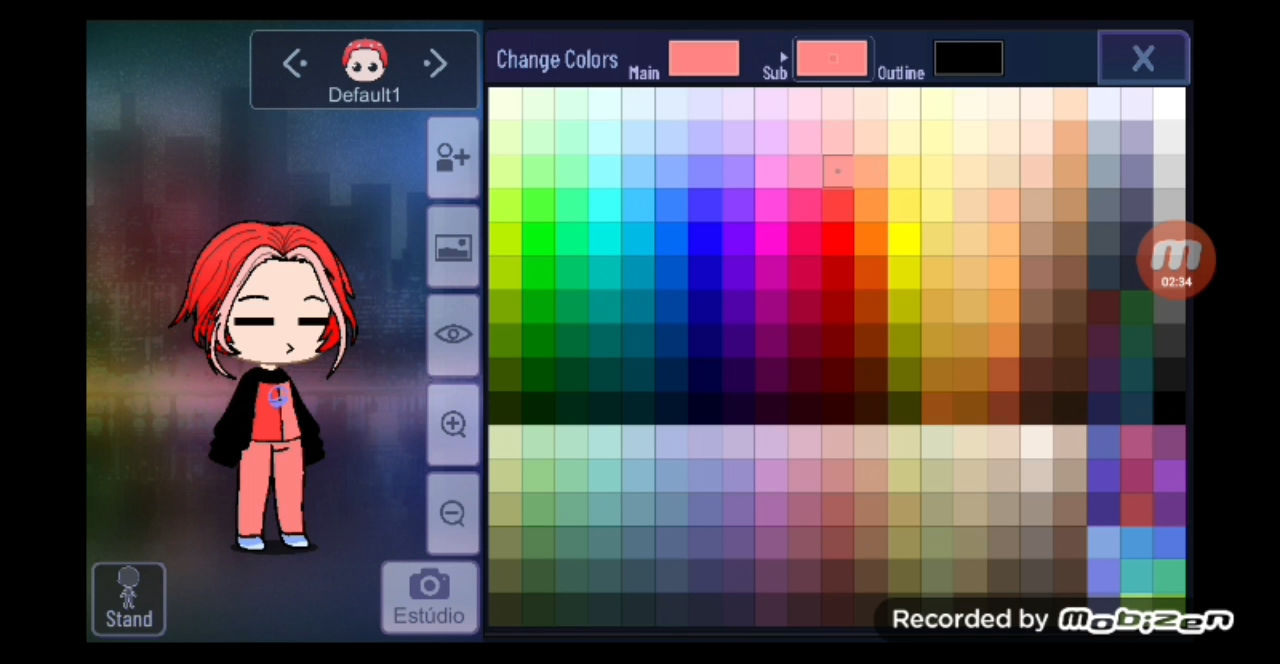 Default1
Change Colors
Main
Sub
Outline
X
02:34
Stand
Estúdio
Recorded by mobizen